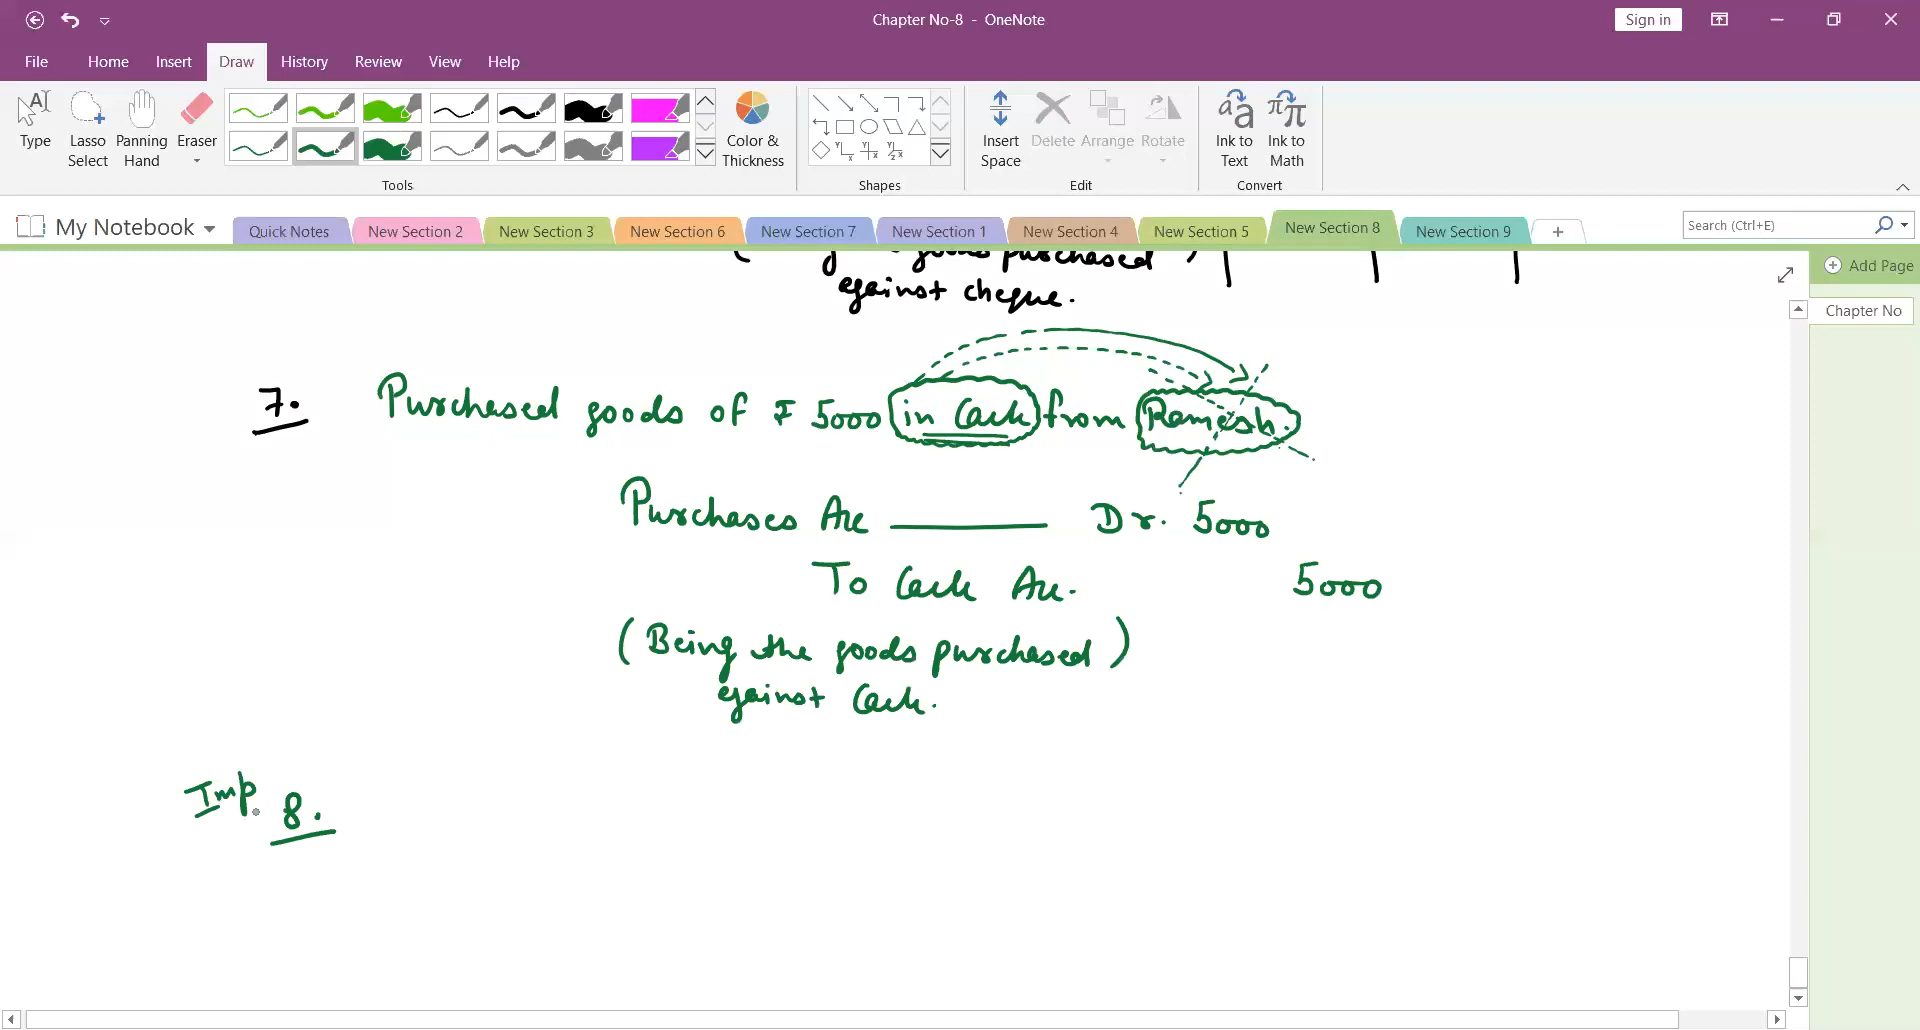 Chapter No-8 - OneNote
Sign in
File Home Insert Draw History Review View Help
Type
Lasso Select
Panning Hand
Eraser
Color & Thickness
Insert Space
Delete
Arrange
Rotate
Ink to Text
Ink to Math
Tools
Shapes
Edit
Convert
My Notebook
Quick Notes
New Section 2
New Section 3
New Section 6
New Section 7
New Section 1
New Section 4
New Section 5
New Section 8
New Section 9
Search (Ctrl+E)
Add Page
Chapter No
goods purchased )
against cheque.
7. Purchased goods of ₹ 5000 in Cash from Ramesh.
Purchases A/c Dr. 5000
To Cash A/c. 5000
(Being the goods purchased)
against Cash.
Imp. 8.